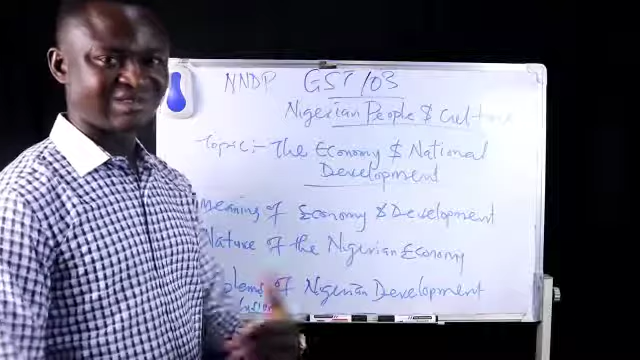 NNDP GST 103
Nigerian People & Culture
Topic:- The Economy & National
Development
Meaning of Economy & Development
Nature of the Nigerian Economy
of Nigerian Development